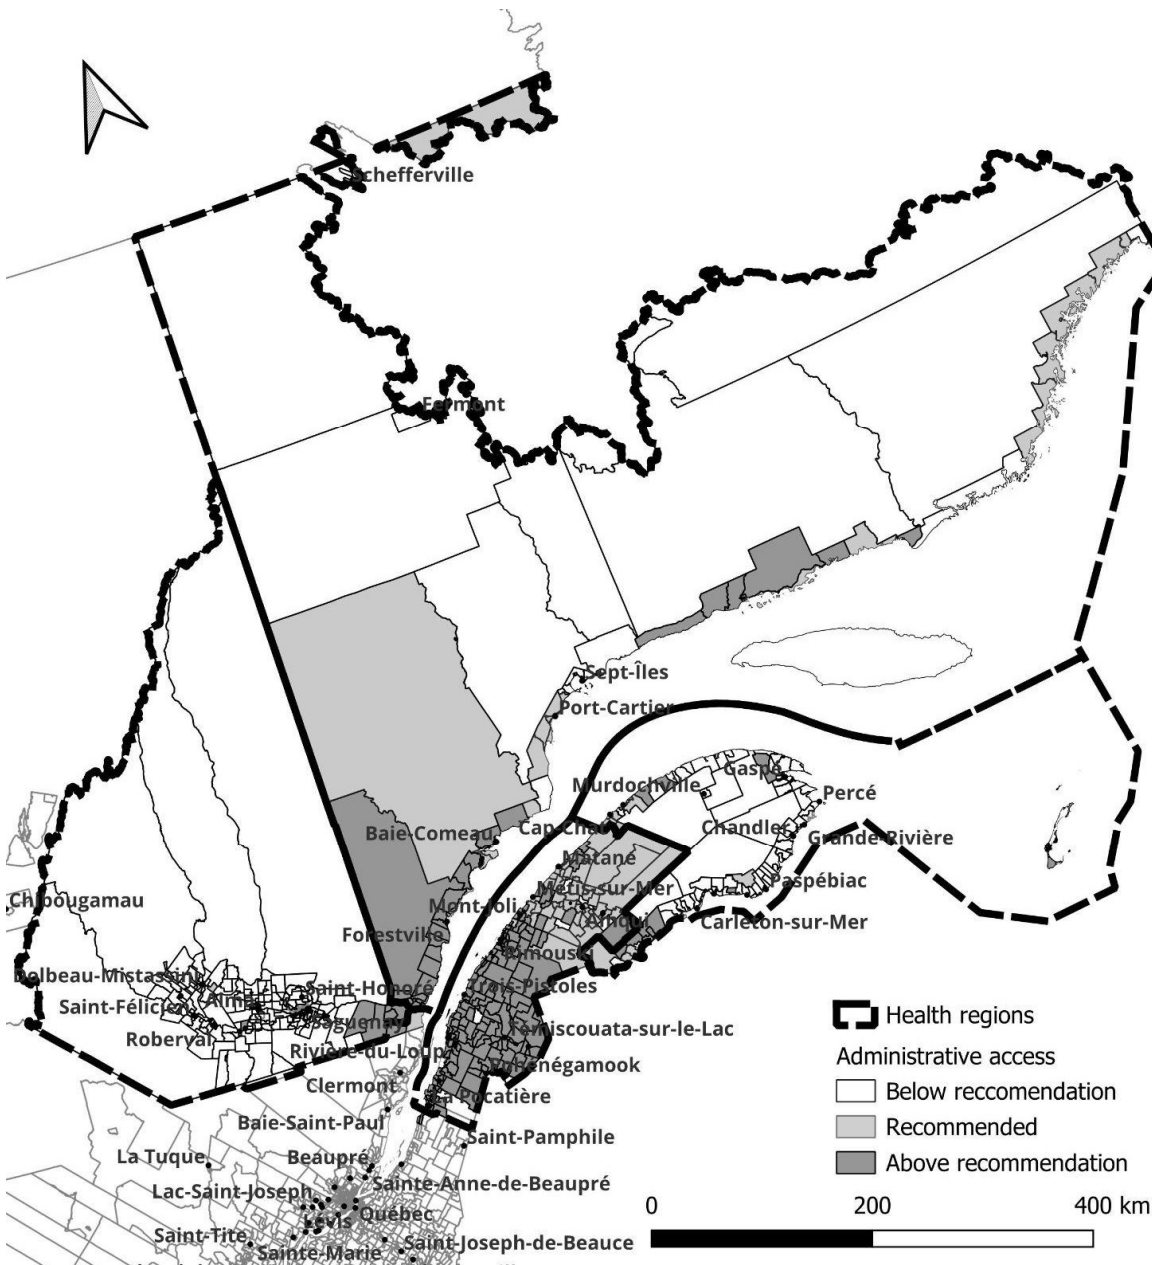 Schefferville
Fermont
Sept-Îles
Port-Cartier
Murdochville
Gaspé
Percé
Baie-Comeau
Cap-Chat
Chandler
Grande-Rivière
Matane
Métis-sur-Mer
Paspébiac
Chibougamau
Mont-Joli
Amqui
Carleton-sur-Mer
Forestville
Rimouski
Dolbeau-Mistassini
Saint-Honoré
Trois-Pistoles
Saint-Félicien
Alma
Saguenay
Témiscouata-sur-le-Lac
Roberval
Rivière-du-Loup
Pohénégamook
Clermont
La Pocatière
Baie-Saint-Paul
Saint-Pamphile
La Tuque
Beaupré
Lac-Saint-Joseph
Sainte-Anne-de-Beaupré
Québec
Lévis
Saint-Tite
Sainte-Marie
Saint-Joseph-de-Beauce
Health regions
Administrative access
Below reccomendation
Recommended
Above recommendation
0 200 400 km